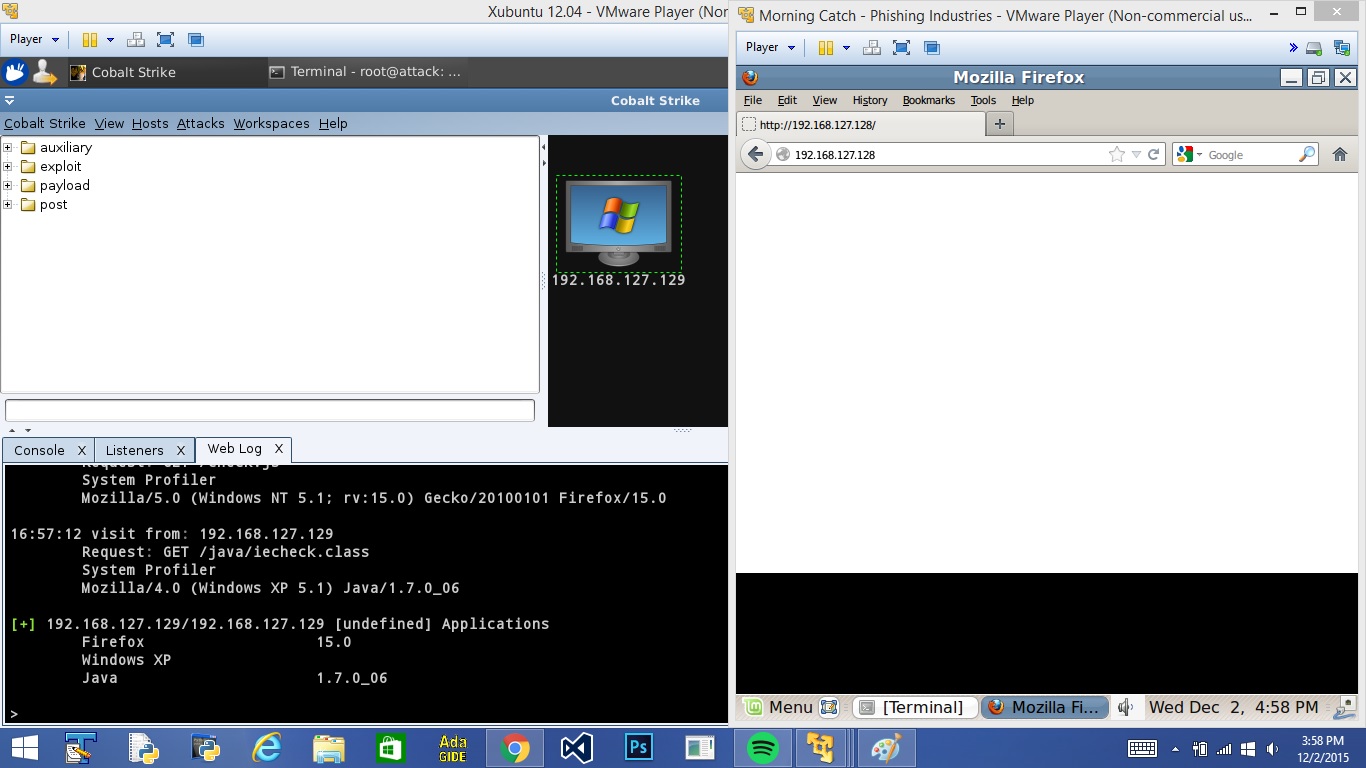 Xubuntu 12.04 - VMware Player (Nor
Player
Cobalt Strike
Terminal - root@attack: ...
Cobalt Strike
Cobalt Strike View Hosts Attacks Workspaces Help
auxiliary
exploit
payload
post
192.168.127.129
Console X Listeners X Web Log X
Request: GET /check.js
System Profiler
Mozilla/5.0 (Windows NT 5.1; rv:15.0) Gecko/20100101 Firefox/15.0
16:57:12 visit from: 192.168.127.129
Request: GET /java/iecheck.class
System Profiler
Mozilla/4.0 (Windows XP 5.1) Java/1.7.0_06
[+] 192.168.127.129/192.168.127.129 [undefined] Applications
Firefox 15.0
Windows XP
Java 1.7.0_06
>
Morning Catch - Phishing Industries - VMware Player (Non-commercial us...
Player
Mozilla Firefox
File Edit View History Bookmarks Tools Help
http://192.168.127.128/
192.168.127.128
Google
Menu [Terminal] Mozilla Fi... Wed Dec 2, 4:58 PM
Ada
GIDE
Ps
3:58 PM
12/2/2015